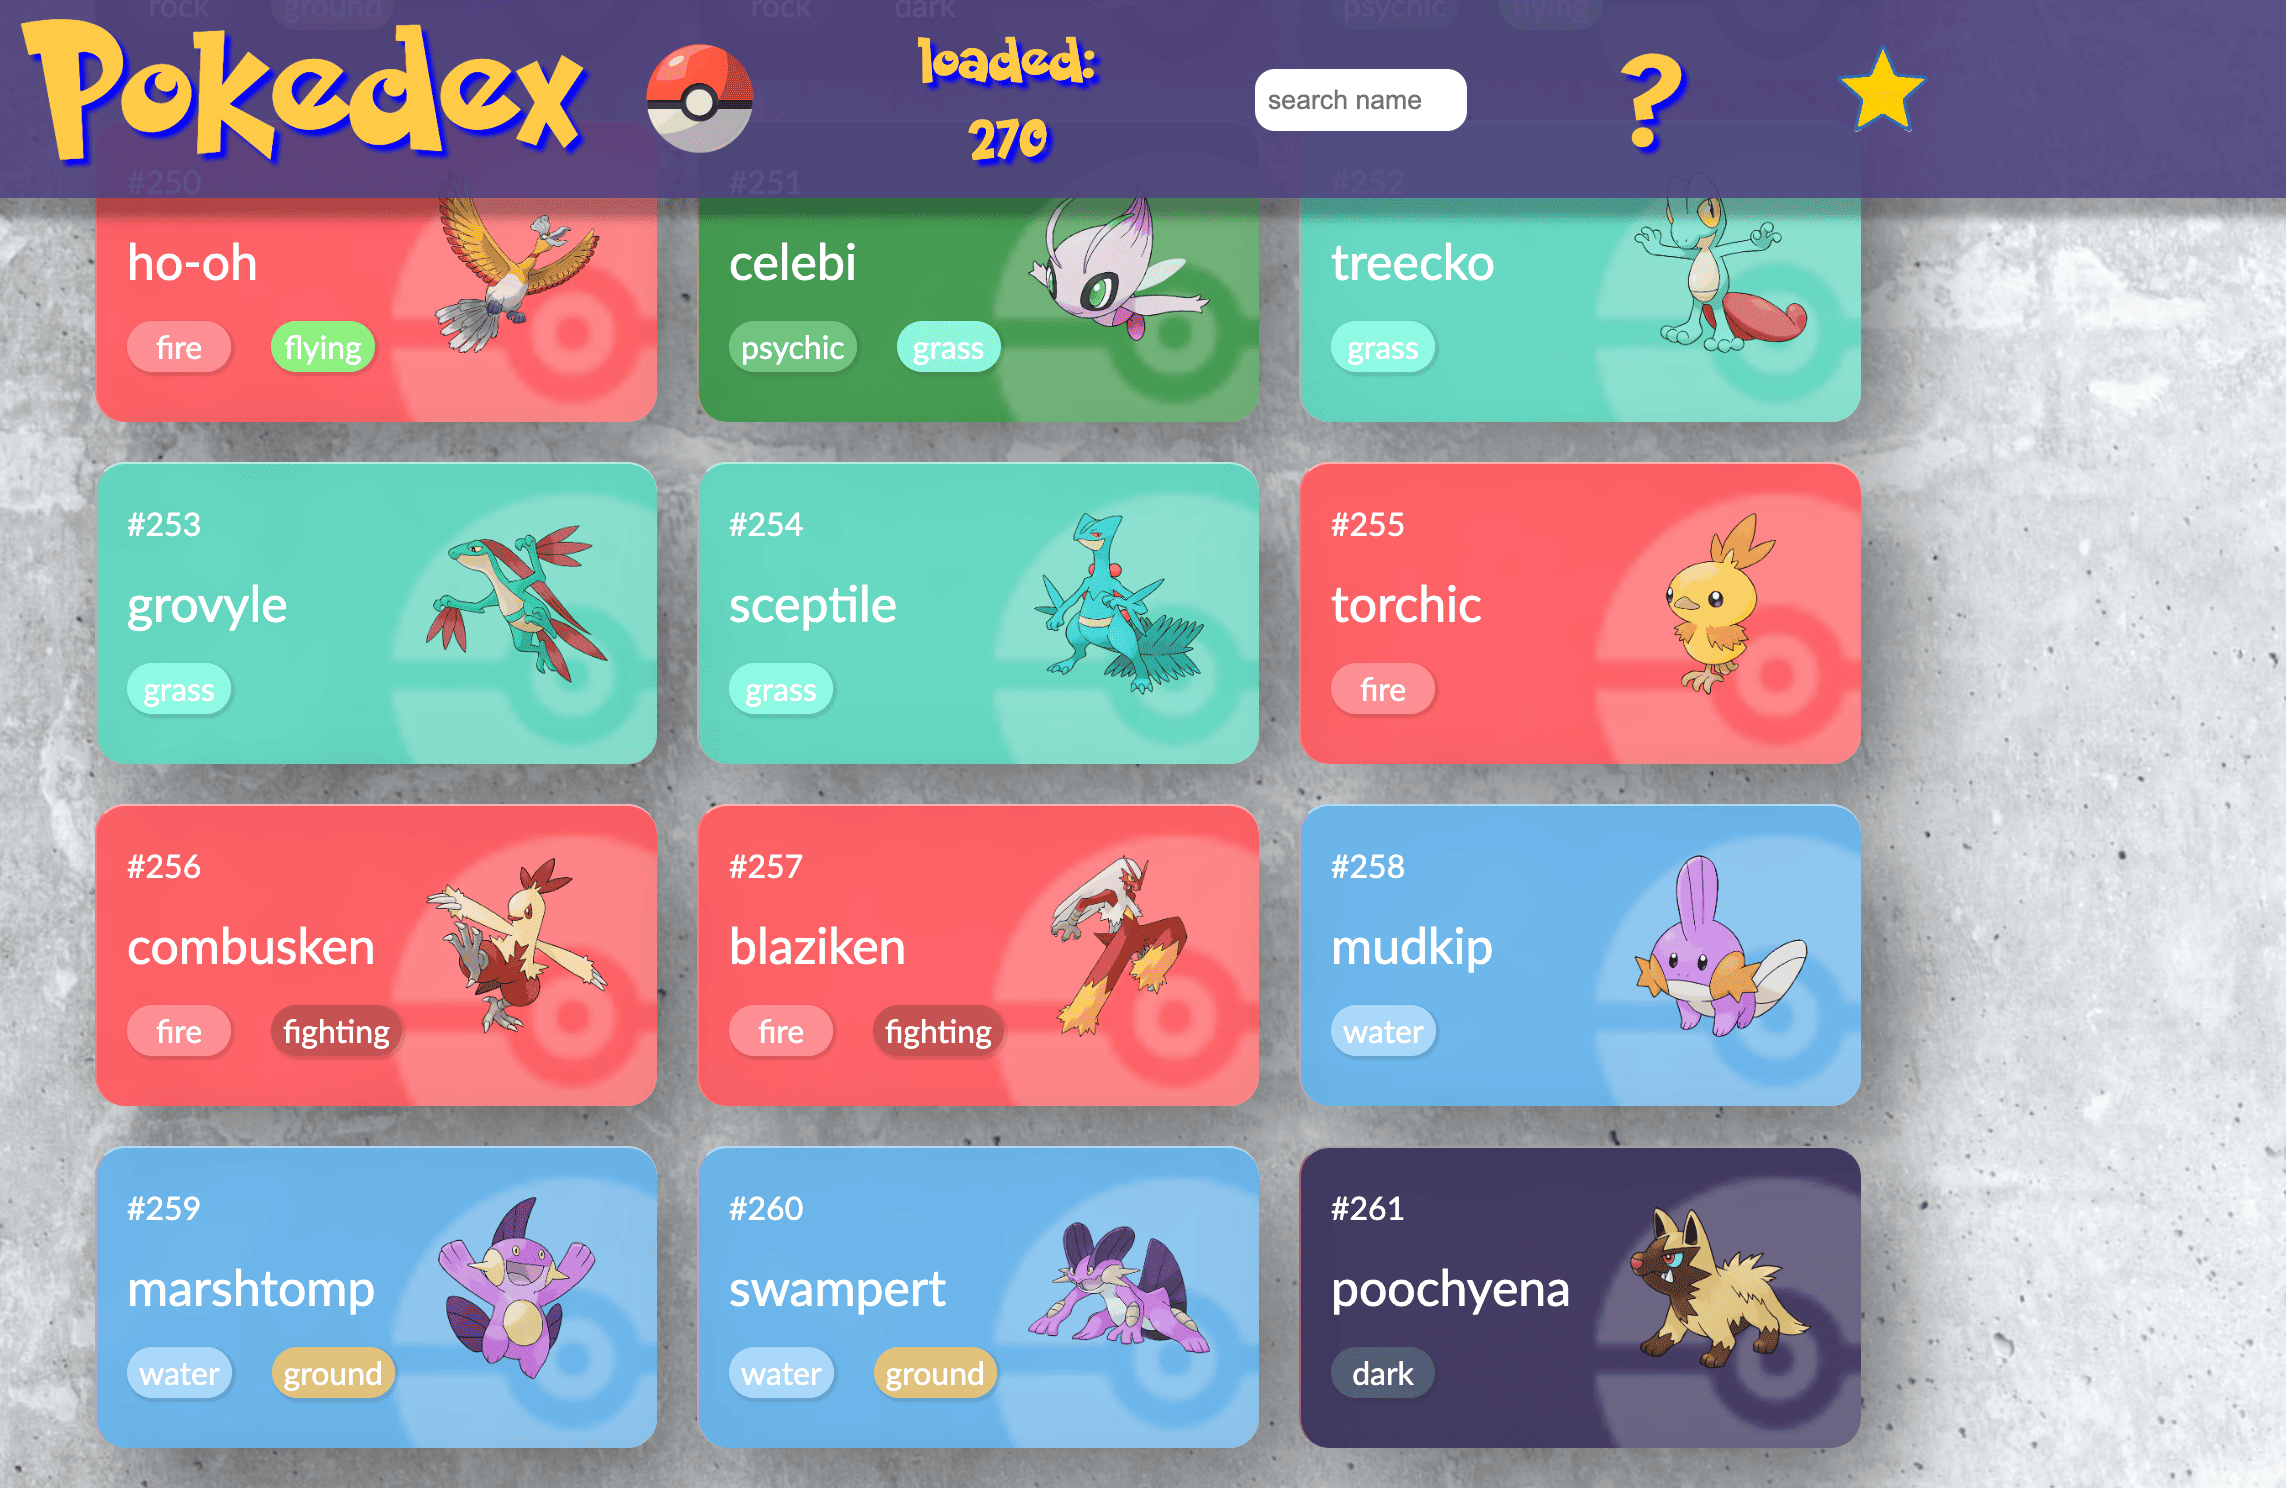 rock ground rock dark psychic flying
Pokedex
loaded:
270
search name
?
#250 #251 #252
ho-oh celebi treecko
fire flying psychic grass grass
#253 #254 #255
grovyle sceptile torchic
grass grass fire
#256 #257 #258
combusken blaziken mudkip
fire fighting fire fighting water
#259 #260 #261
marshtomp swampert poochyena
water ground water ground dark